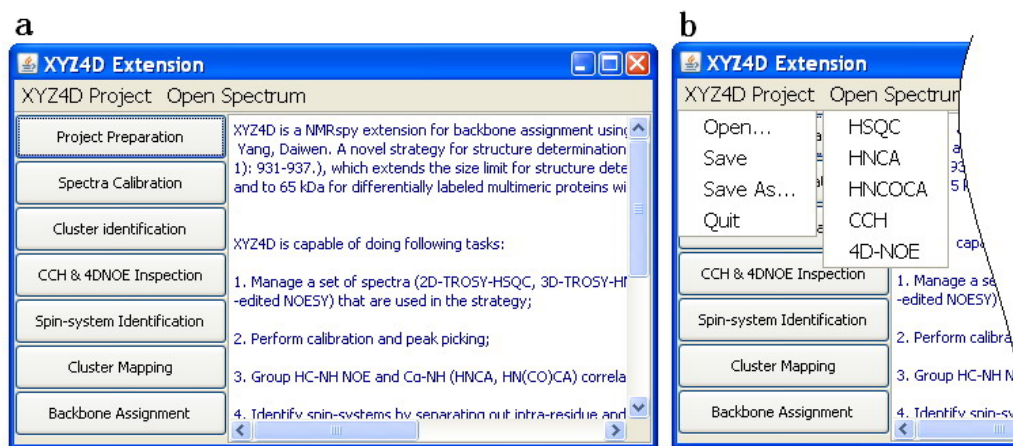 a
XYZ4D Extension
XYZ4D Project Open Spectrum
Project Preparation
Spectra Calibration
Cluster identification
CCH & 4DNOE Inspection
Spin-system Identification
Cluster Mapping
Backbone Assignment
XYZ4D is a NMRspy extension for backbone assignment using
Yang, Daiwen. A novel strategy for structure determination
1): 931-937.), which extends the size limit for structure dete
and to 65 kDa for differentially labeled multimeric proteins wi
XYZ4D is capable of doing following tasks:
1. Manage a set of spectra (2D-TROSY-HSQC, 3D-TROSY-H
-edited NOESY) that are used in the strategy;
2. Perform calibration and peak picking;
3. Group HC-NH NOE and Cα-NH (HNCA, HN(CO)CA) correla
4. Identify spin-systems by separating out intra-residue and
b
XYZ4D Extension
XYZ4D Project Open Spectrum
Open...
Save
Save As...
Quit
HSQC
HNCA
HNCOCA
CCH
4D-NOE
CCH & 4DNOE Inspection
Spin-system Identification
Cluster Mapping
Backbone Assignment
capa
1. Manage a se
-edited NOESY)
2. Perform calibra
3. Group HC-NH N
4. Identify spin-sy